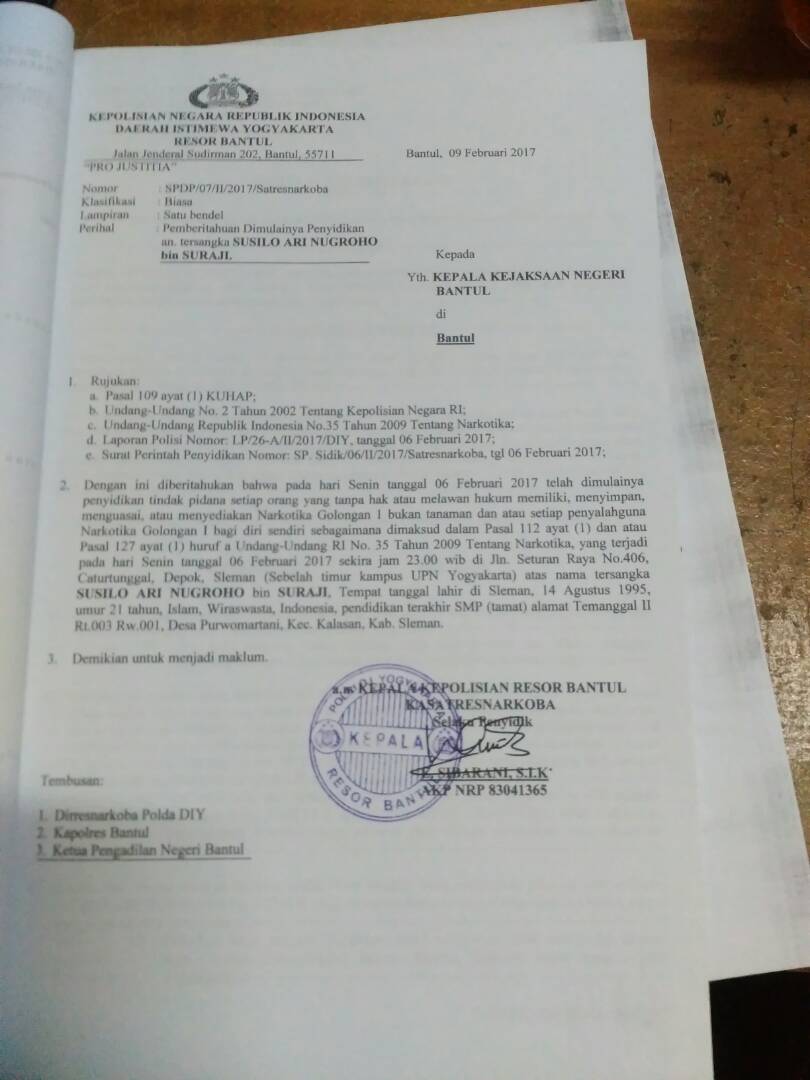 KEPOLISIAN NEGARA REPUBLIK INDONESIA
DAERAH ISTIMEWA YOGYAKARTA
RESOR BANTUL
Jalan Jenderal Sudirman 202, Bantul, 55711
"PRO JUSTITIA"
Bantul, 09 Februari 2017
Nomor : SPDP/07/II/2017/Satresnarkoba
Klasifikasi : Biasa
Lampiran : Satu bendel
Perihal : Pemberitahuan Dimulainya Penyidikan
an. tersangka SUSILO ARI NUGROHO
bin SURAJI.
Kepada
Yth. KEPALA KEJAKSAAN NEGERI
BANTUL
di
Bantul
1. Rujukan:
a. Pasal 109 ayat (1) KUHAP;
b. Undang-Undang No. 2 Tahun 2002 Tentang Kepolisian Negara RI;
c. Undang-Undang Republik Indonesia No.35 Tahun 2009 Tentang Narkotika;
d. Laporan Polisi Nomor: LP/26-A/II/2017/DIY, tanggal 06 Februari 2017;
e. Surat Perintah Penyidikan Nomor: SP. Sidik/06/II/2017/Satresnarkoba, tgl 06 Februari 2017;
2. Dengan ini diberitahukan bahwa pada hari Senin tanggal 06 Februari 2017 telah dimulainya
penyidikan tindak pidana setiap orang yang tanpa hak atau melawan hukum memiliki, menyimpan,
menguasai, atau menyediakan Narkotika Golongan I bukan tanaman dan atau setiap penyalahguna
Narkotika Golongan I bagi diri sendiri sebagaimana dimaksud dalam Pasal 112 ayat (1) dan atau
Pasal 127 ayat (1) huruf a Undang-Undang RI No. 35 Tahun 2009 Tentang Narkotika, yang terjadi
pada hari Senin tanggal 06 Februari 2017 sekira jam 23.00 wib di Jln. Seturan Raya No.406,
Caturtunggal, Depok, Sleman (Sebelah timur kampus UPN Yogyakarta) atas nama tersangka
SUSILO ARI NUGROHO bin SURAJI, Tempat tanggal lahir di Sleman, 14 Agustus 1995,
umur 21 tahun, Islam, Wiraswasta, Indonesia, pendidikan terakhir SMP (tamat) alamat Temanggal II
Rt.003 Rw.001, Desa Purwomartani, Kec. Kalasan, Kab. Sleman.
3. Demikian untuk menjadi maklum.
a.n. KEPALA KEPOLISIAN RESOR BANTUL
KASATRESNARKOBA
Selaku Penyidik
KEPALA
RESOR BANTUL
SIBARANI, S.I.K
AKP NRP 83041365
Tembusan:
1. Dirresnarkoba Polda DIY
2. Kapolres Bantul
3. Ketua Pengadilan Negeri Bantul